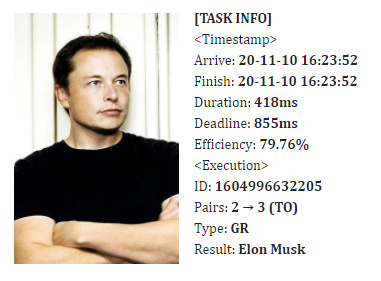 [TASK INFO]
<Timestamp>
Arrive: 20-11-10 16:23:52
Finish: 20-11-10 16:23:52
Duration: 418ms
Deadline: 855ms
Efficiency: 79.76%
<Execution>
ID: 1604996632205
Pairs: 2 → 3 (TO)
Type: GR
Result: Elon Musk